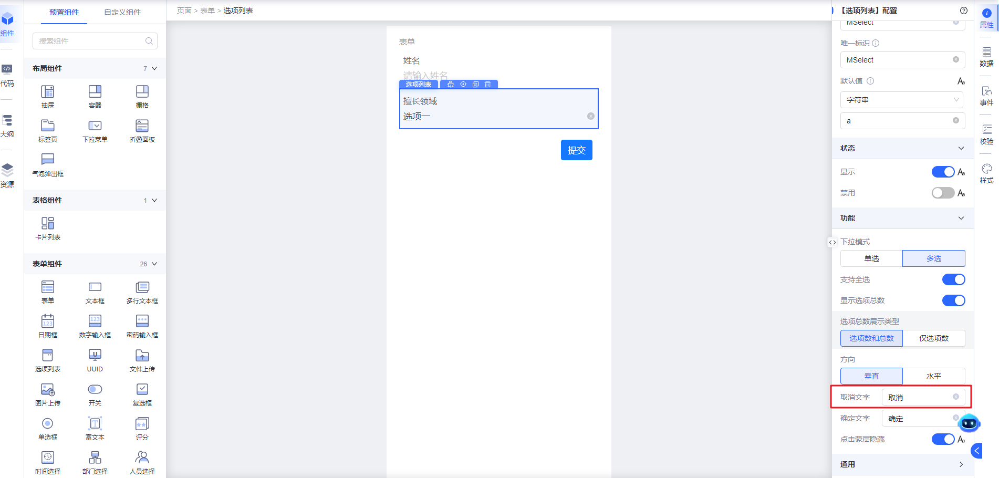 组件
代码
大纲
资源
预置组件
自定义组件
搜索组件
布局组件 7
抽屉 容器 栅格
标签页 下拉菜单 折叠面板
气泡弹出框
表格组件 1
卡片列表
表单组件 26
表单 文本框 多行文本框
日期框 数字输入框 密码输入框
选项列表 UUID 文件上传
图片上传 开关 复选框
单选框 富文本 评分
时间选择 部门选择 人员选择
页面 > 表单 > 选项列表
表单
姓名
请输入姓名
选项列表
擅长领域
选项一
提交
【选项列表】配置
MSelect
唯一标识
MSelect
默认值
字符串
a
状态
显示
禁用
功能
下拉模式
单选 多选
支持全选
显示选项总数
选项总数展示类型
选项数和总数 仅选项数
方向
垂直 水平
取消文字 取消
确定文字 确定
点击蒙层隐藏
通用
属性
数据
事件
校验
样式